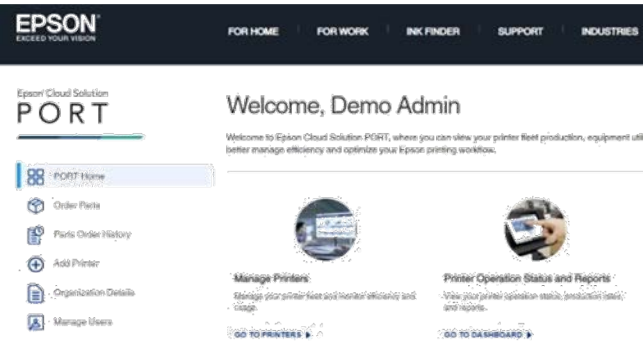 EPSON
EXCEED YOUR VISION
FOR HOME
FOR WORK
INK FINDER
SUPPORT
INDUSTRIES
Epson Cloud Solution
PORT
PORT Home
Order Parts
Parts Order History
Add Printer
Organization Details
Manage Users
Welcome, Demo Admin
Welcome to Epson Cloud Solution PORT, where you can view your printer fleet production, equipment util
better manage efficiency and optimize your Epson printing workflow.
Manage Printers
Manage your printer fleet and monitor efficiency and
usage.
GO TO PRINTERS
Printer Operation Status and Reports
View your printer operation status, production rates,
and reports.
GO TO DASHBOARD